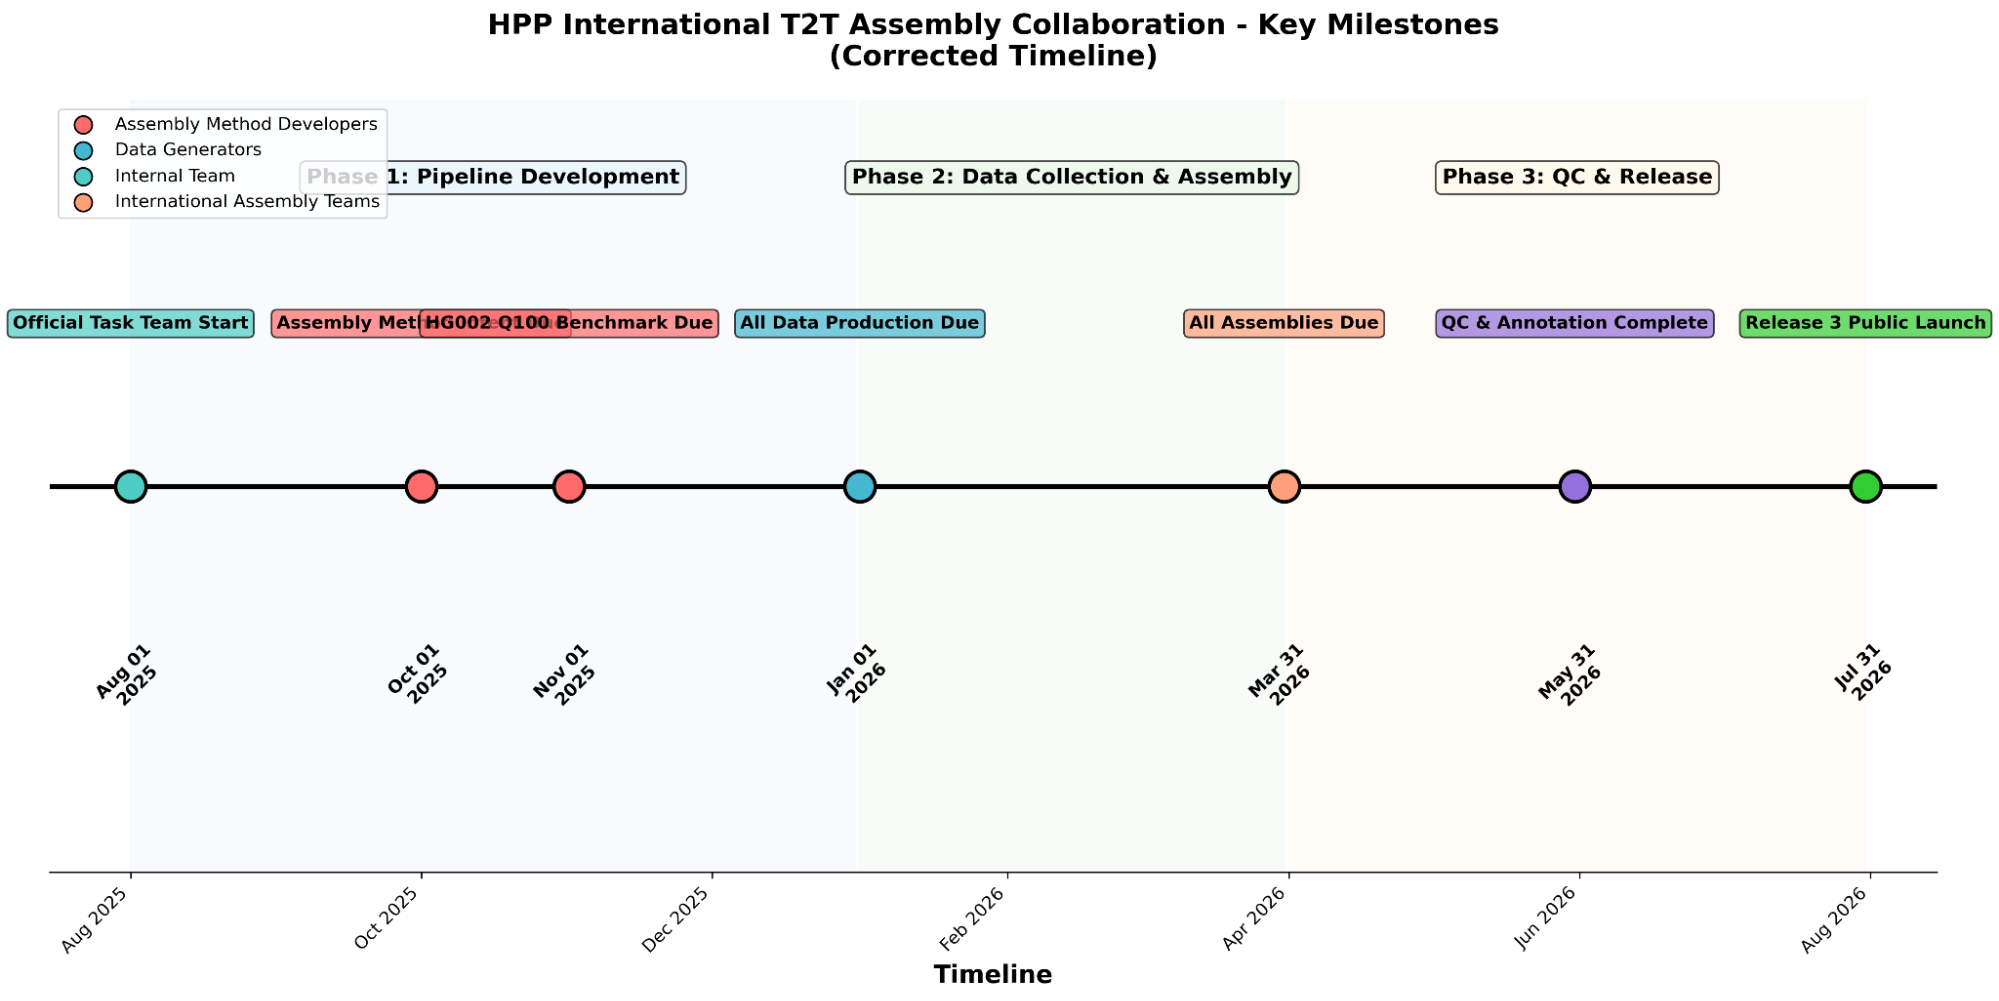 HPP International T2T Assembly Collaboration - Key Milestones
(Corrected Timeline)
Assembly Method Developers
Data Generators
Internal Team
International Assembly Teams
Phase 1: Pipeline Development
Phase 2: Data Collection & Assembly
Phase 3: QC & Release
Official Task Team Start
Assembly
HG002 Q100 Benchmark Due
All Data Production Due
All Assemblies Due
QC & Annotation Complete
Release 3 Public Launch
Aug 01
2025
Oct 01
2025
Nov 01
2025
Jan 01
2026
Mar 31
2026
May 31
2026
Jul 31
2026
Aug 2025
Oct 2025
Dec 2025
Feb 2026
Apr 2026
Jun 2026
Aug 2026
Timeline